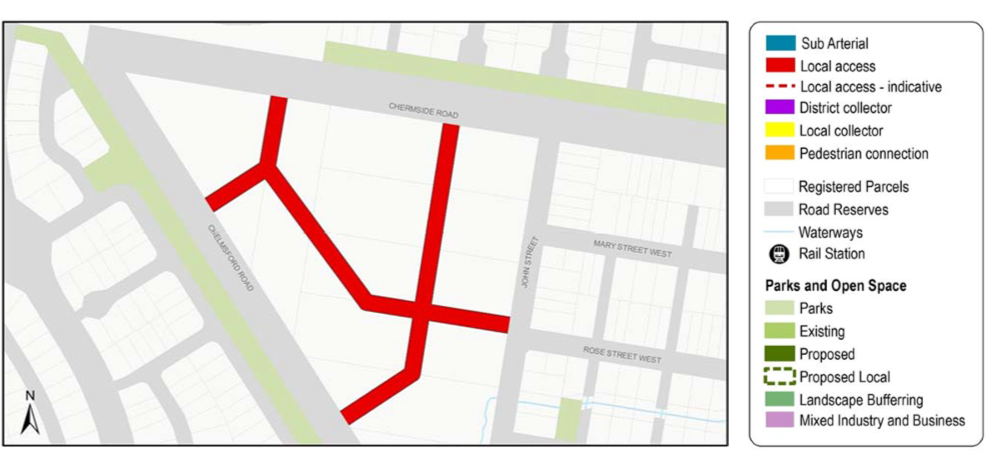 CHERMSIDE ROAD
CHELMSFORD ROAD
JOHN STREET
MARY STREET WEST
ROSE STREET WEST
N
Sub Arterial
Local access
Local access - indicative
District collector
Local collector
Pedestrian connection
Registered Parcels
Road Reserves
Waterways
Rail Station
Parks and Open Space
Parks
Existing
Proposed
Proposed Local
Landscape Bufferring
Mixed Industry and Business